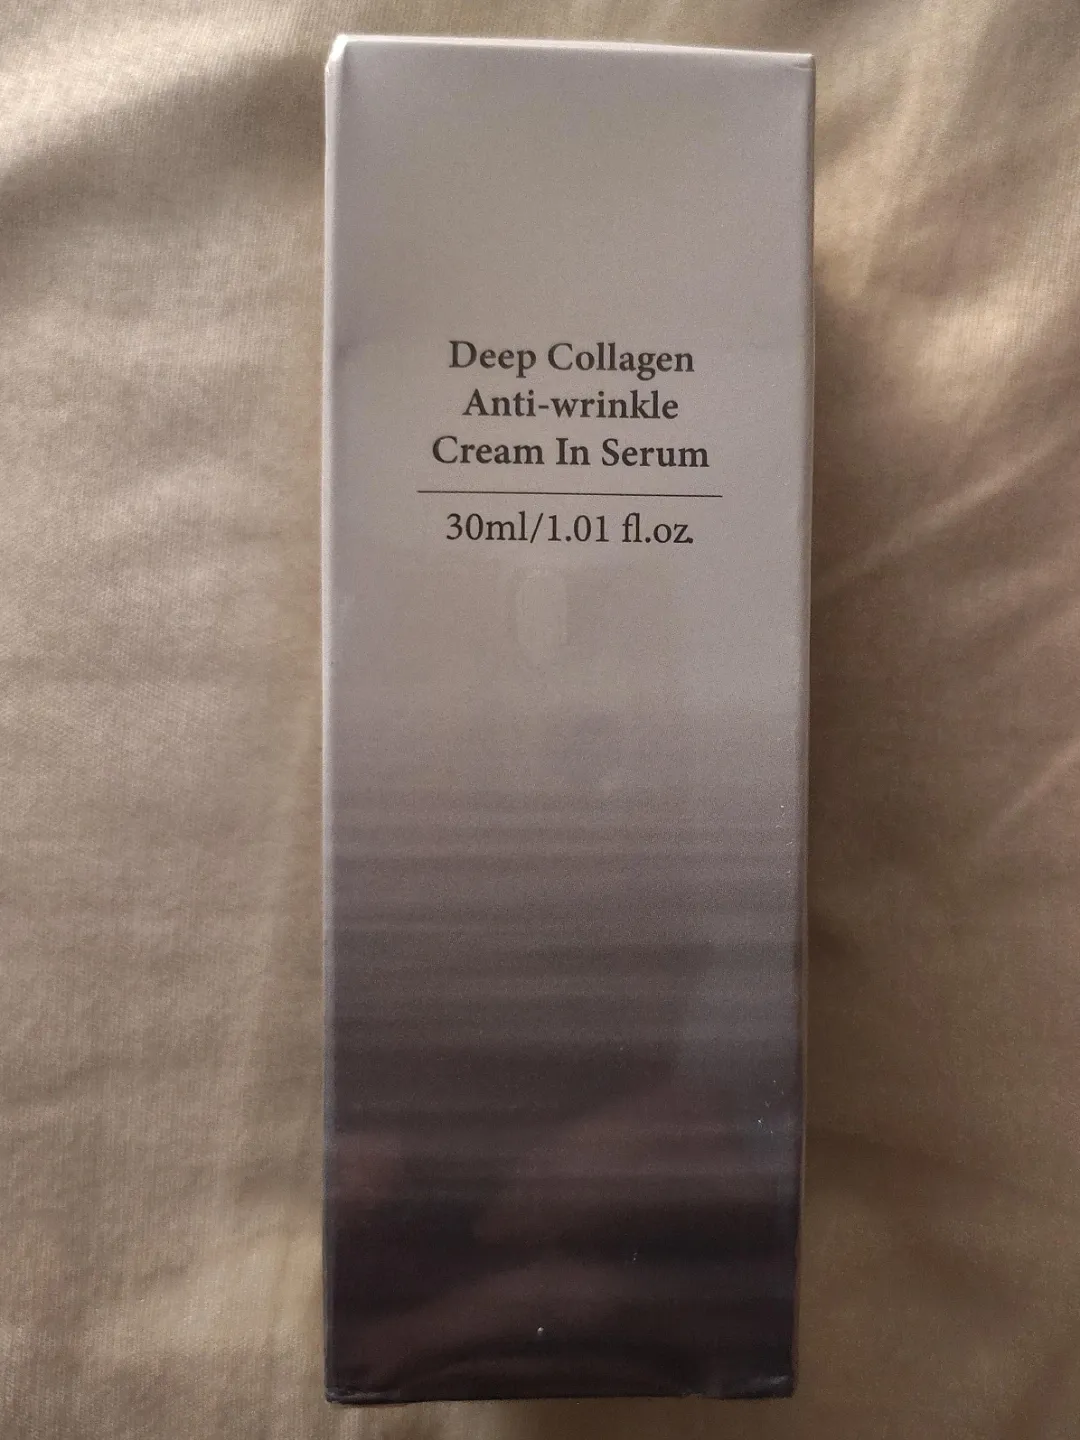 Deep Collagen
Anti-wrinkle
Cream In Serum
30ml/1.01 fl.oz.